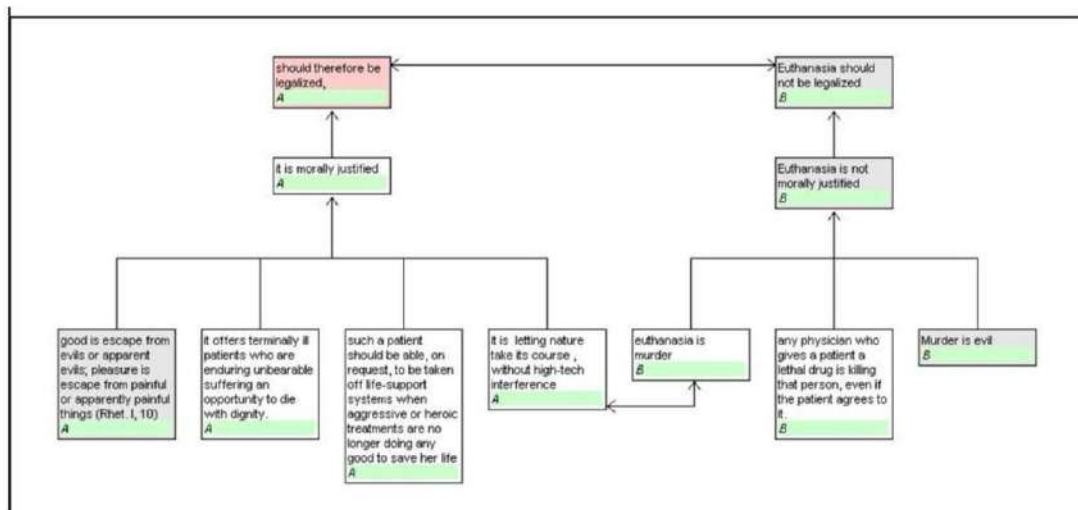 should therefore be
legalized,
A
Euthanasia should
not be legalized
B
it is morally justified
A
Euthanasia is not
morally justified
B
good is escape from
evils or apparent
evils; pleasure is
escape from painful
or apparently painful
things (Rhet. I, 10)
A
it offers terminally ill
patients who are
enduring unbearable
suffering an
opportunity to die
with dignity.
A
such a patient
should be able, on
request, to be taken
off life-support
systems when
aggressive or heroic
treatments are no
longer doing any
good to save her life
A
it is letting nature
take its course ,
without high-tech
interference
A
euthanasia is
murder
B
any physician who
gives a patient a
lethal drug is killing
that person, even if
the patient agrees to
it.
B
Murder is evil
B